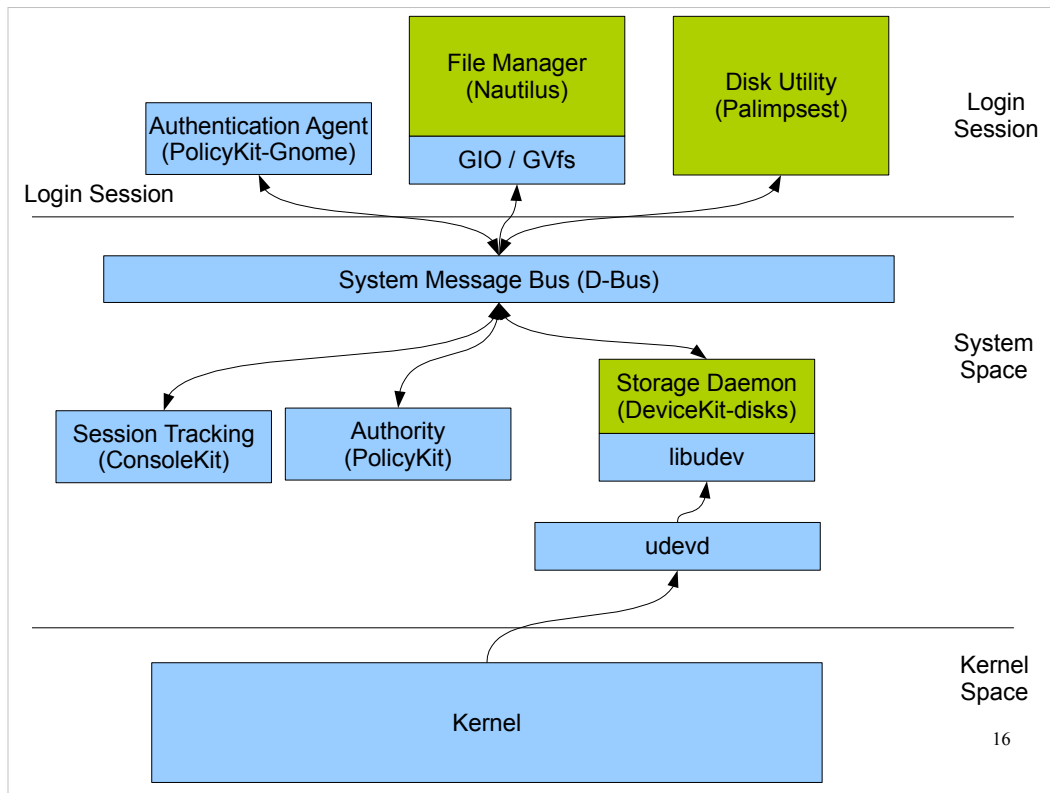 File Manager
(Nautilus)
Disk Utility
(Palimpsest)
Login
Session
Authentication Agent
(PolicyKit-Gnome)
GIO / GVfs
Login Session
System Message Bus (D-Bus)
System
Space
Storage Daemon
(DeviceKit-disks)
Session Tracking
(ConsoleKit)
Authority
(PolicyKit)
libudev
udevd
Kernel
Space
Kernel
16